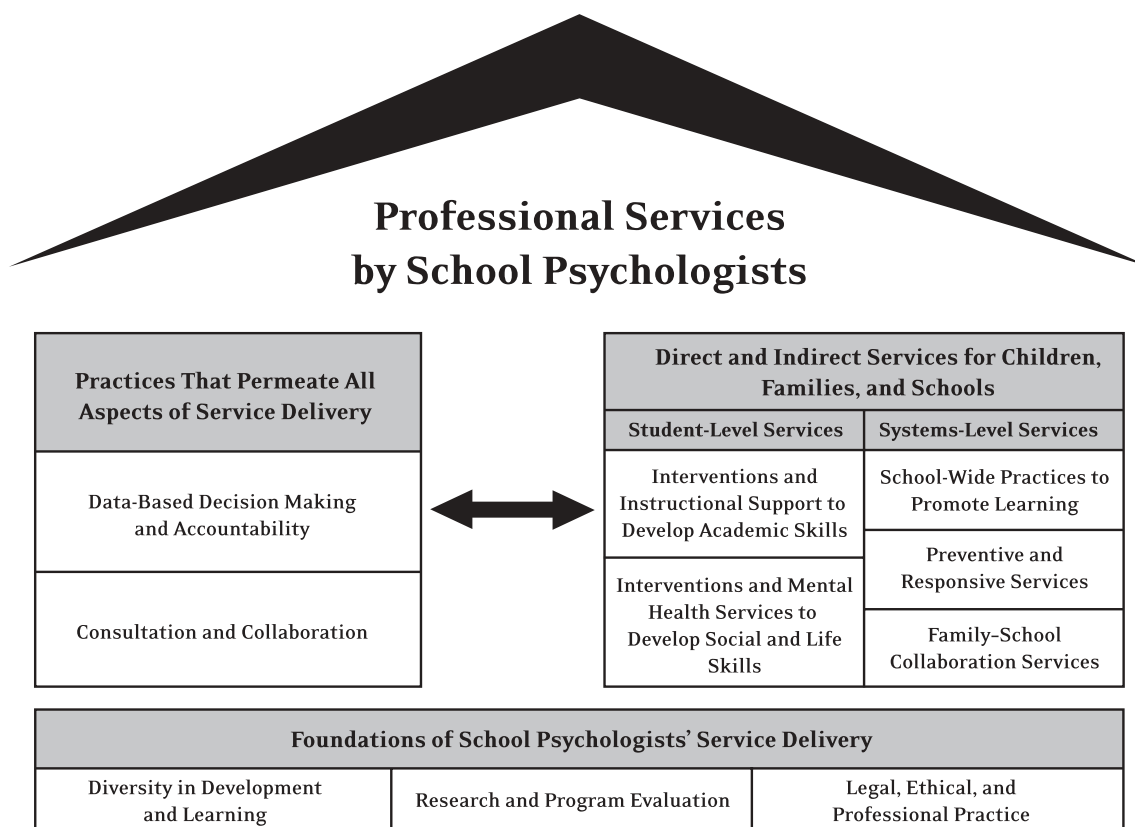 Professional Services
by School Psychologists
Practices That Permeate All
Aspects of Service Delivery
Data-Based Decision Making
and Accountability
Consultation and Collaboration
Direct and Indirect Services for Children,
Families, and Schools
Student-Level Services
Interventions and
Instructional Support to
Develop Academic Skills
Interventions and Mental
Health Services to
Develop Social and Life
Skills
Systems-Level Services
School-Wide Practices to
Promote Learning
Preventive and
Responsive Services
Family–School
Collaboration Services
Foundations of School Psychologists’ Service Delivery
Diversity in Development
and Learning
Research and Program Evaluation
Legal, Ethical, and
Professional Practice